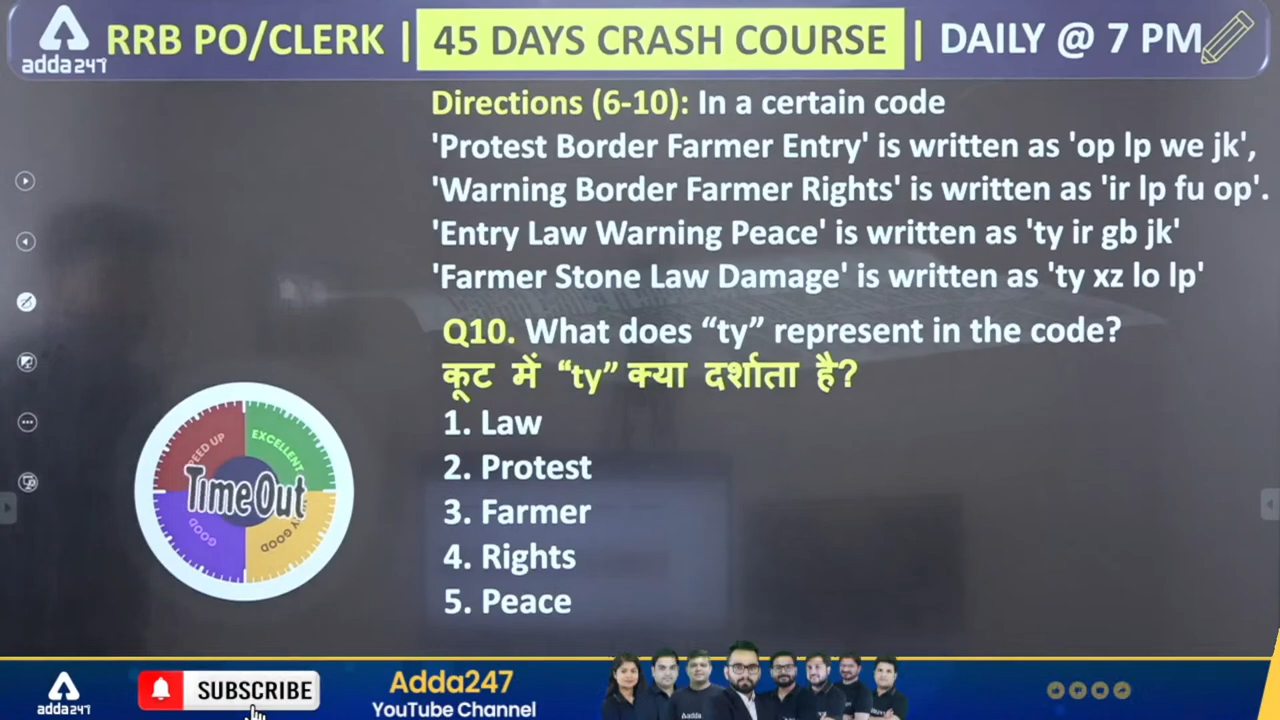 adda247
RRB PO/CLERK | 45 DAYS CRASH COURSE | DAILY @ 7 PM
Directions (6-10): In a certain code
'Protest Border Farmer Entry' is written as 'op lp we jk',
'Warning Border Farmer Rights' is written as 'ir lp fu op'.
'Entry Law Warning Peace' is written as 'ty ir gb jk'
'Farmer Stone Law Damage' is written as 'ty xz lo lp'
Q10. What does “ty” represent in the code?
कूट में “ty” क्या दर्शाता है?
1. Law
2. Protest
3. Farmer
4. Rights
5. Peace
EXCELLENT
Time Out
GOOD
GOOD
adda247
SUBSCRIBE
Adda247
YouTube Channel